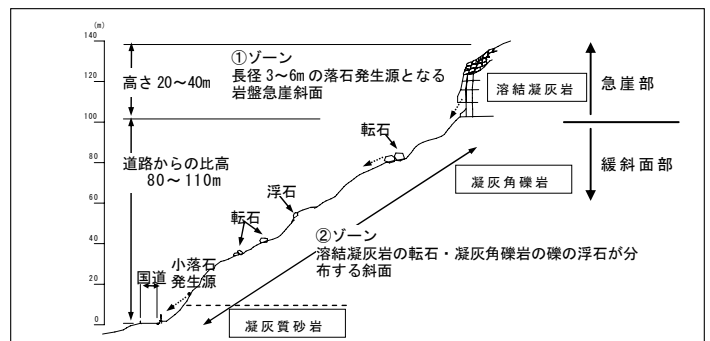 (m)
140
120
100
80
60
40
20
0
高さ 20～40m
①ゾーン
長径 3～6m の落石発生源となる
岩盤急崖斜面
溶結凝灰岩
急崖部
道路からの比高
80～110m
転石
緩斜面部
凝灰角礫岩
浮石
転石
②ゾーン
溶結凝灰岩の転石・凝灰角礫岩の礫の浮石が分
布する斜面
小落石
発生源
国道
凝灰質砂岩